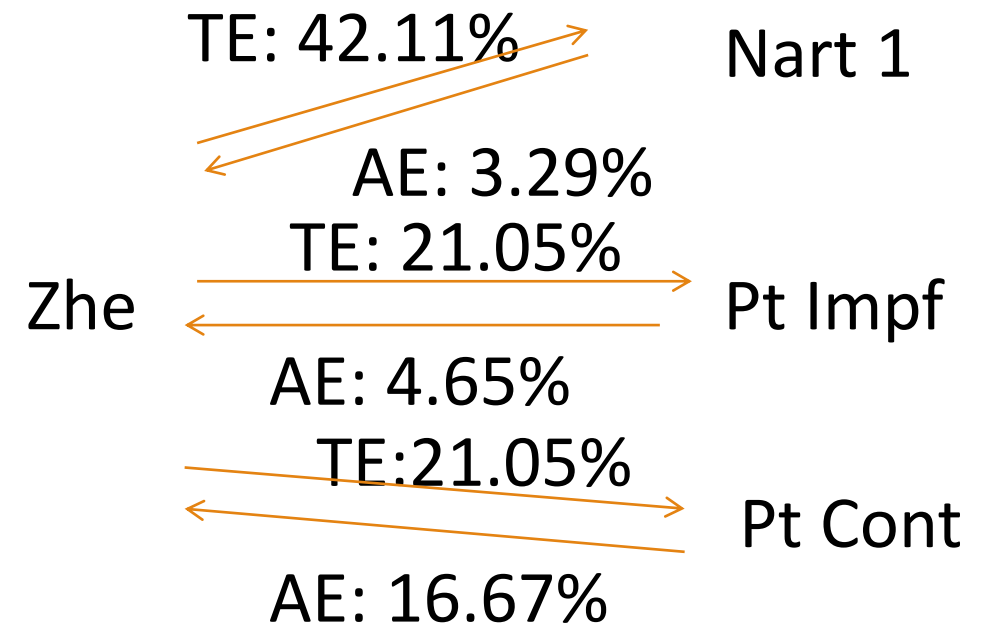 TE: 42.11%
Nart 1
AE: 3.29%
TE: 21.05%
Zhe
Pt Impf
AE: 4.65%
TE:21.05%
Pt Cont
AE: 16.67%